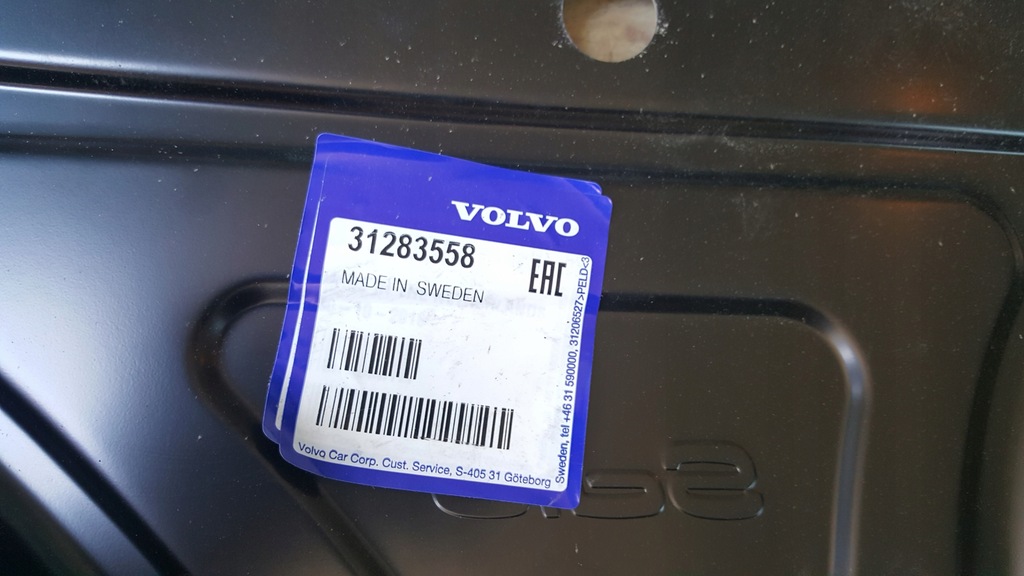 VOLVO
31283558
EAC
MADE IN SWEDEN
Volvo Car Corp. Cust. Service, S-405 31 Göteborg
Sweden, tel +46 31 590000, 31206527>PELD<3